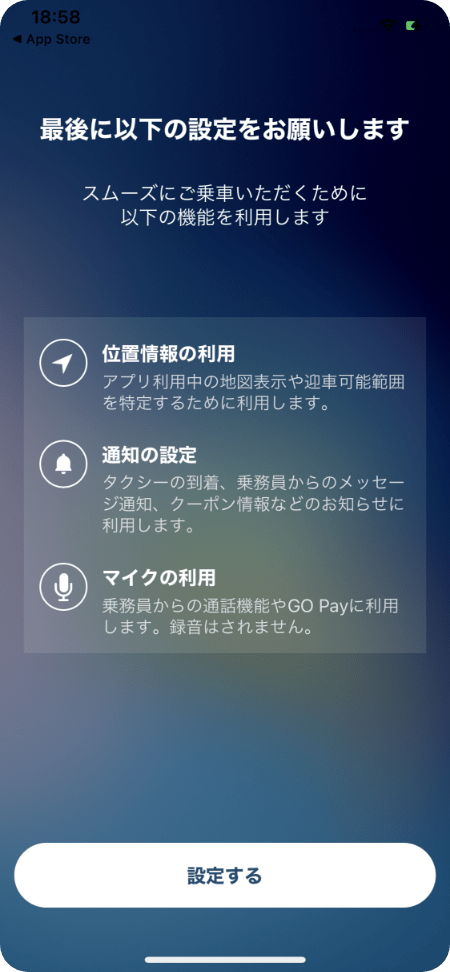 18:58
◀ App Store
最後に以下の設定をお願いします
スムーズにご乗車いただくために
以下の機能を利用します
位置情報の利用
アプリ利用中の地図表示や迎車可能範囲
を特定するために利用します。
通知の設定
タクシーの到着、乗務員からのメッセー
ジ通知、クーポン情報などのお知らせに
利用します。
マイクの利用
乗務員からの通話機能やGO Payに利用
します。録音はされません。
設定する